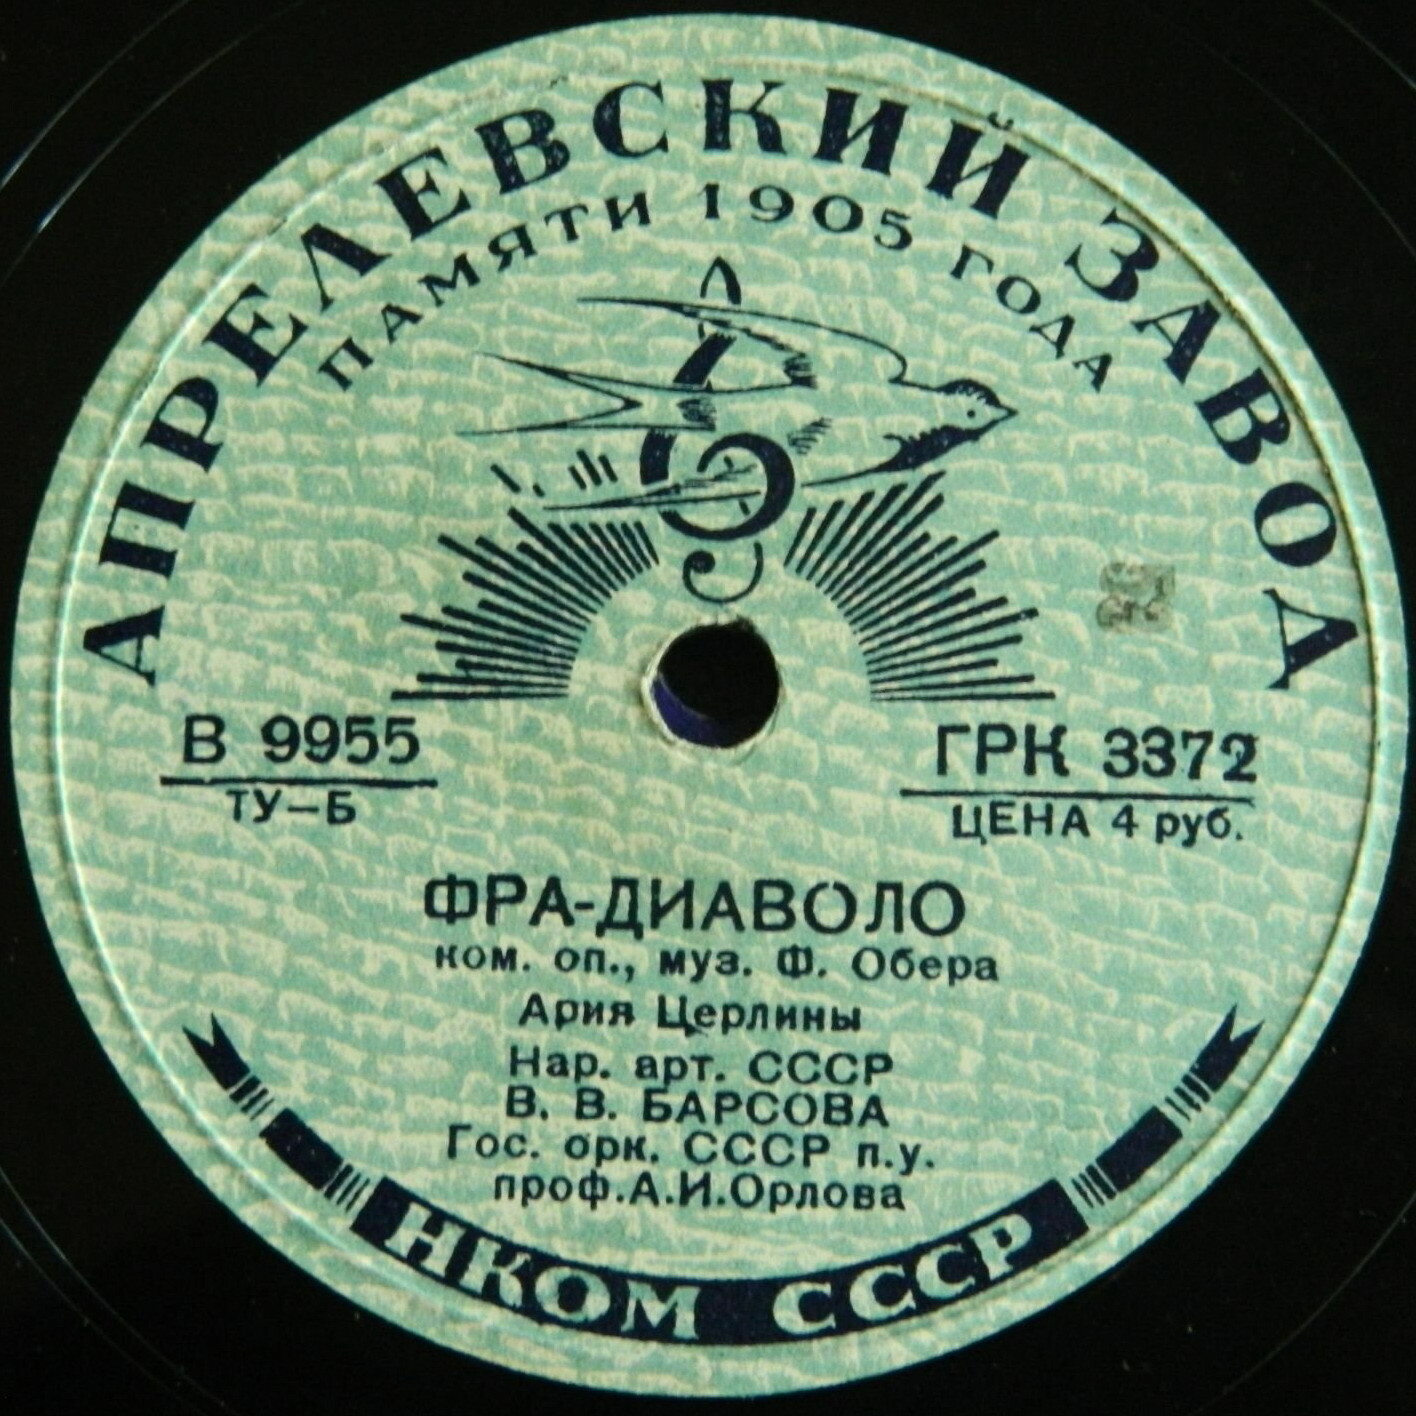 АПРЕЛЕВСКИЙ ЗАВОД
ПАМЯТИ 1905 ГОДА
В 9955
ТУ-Б
ГРК 3372
ЦЕНА 4 руб.
ФРА-ДИАВОЛО
ком. оп., муз. Ф. Обера
Ария Церлины
Нар. арт. СССР
В. В. БАРСОВА
Гос. орк. СССР п.у.
проф.А.И.Орлова
НКОМ СССР